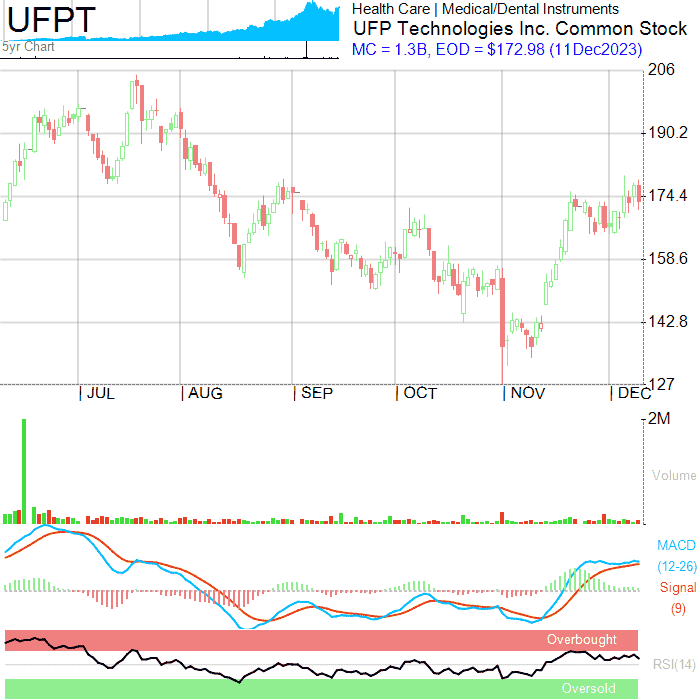 UFPT
5yr Chart
Health Care | Medical/Dental Instruments
UFP Technologies Inc. Common Stock
MC = 1.3B, EOD = $172.98 (11Dec2023)
206
190.2
174.4
158.6
142.8
127
| JUL | AUG | SEP | OCT | NOV | DEC
2M
Volume
MACD
(12-26)
Signal
(9)
Overbought
RSI(14)
Oversold